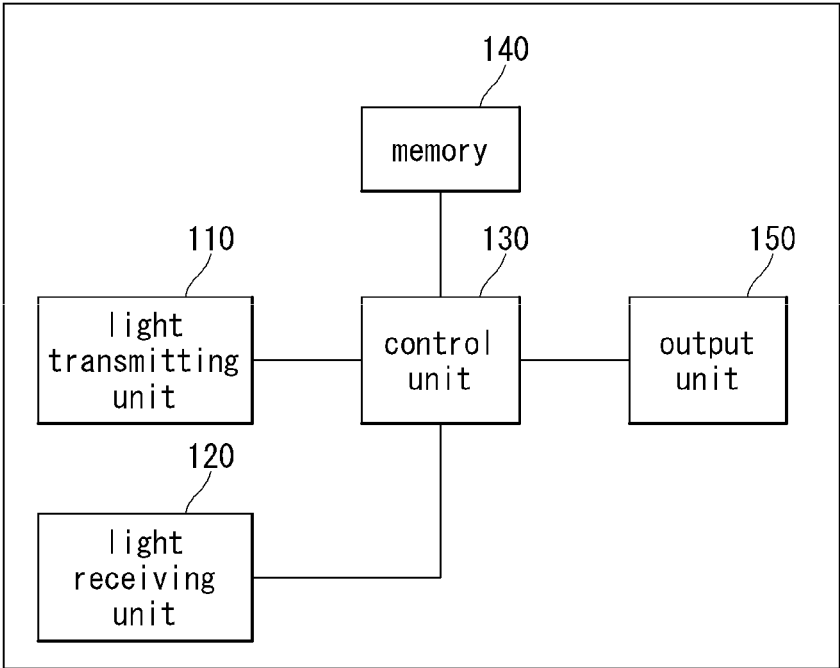 140
memory
110
130
150
light
transmitting
unit
control
unit
output
unit
120
light
receiving
unit